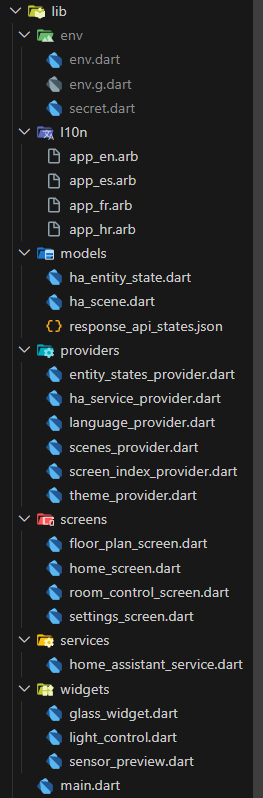 lib
env
env.dart
env.g.dart
secret.dart
l10n
app_en.arb
app_es.arb
app_fr.arb
app_hr.arb
models
ha_entity_state.dart
ha_scene.dart
response_api_states.json
providers
entity_states_provider.dart
ha_service_provider.dart
language_provider.dart
scenes_provider.dart
screen_index_provider.dart
theme_provider.dart
screens
floor_plan_screen.dart
home_screen.dart
room_control_screen.dart
settings_screen.dart
services
home_assistant_service.dart
widgets
glass_widget.dart
light_control.dart
sensor_preview.dart
main.dart